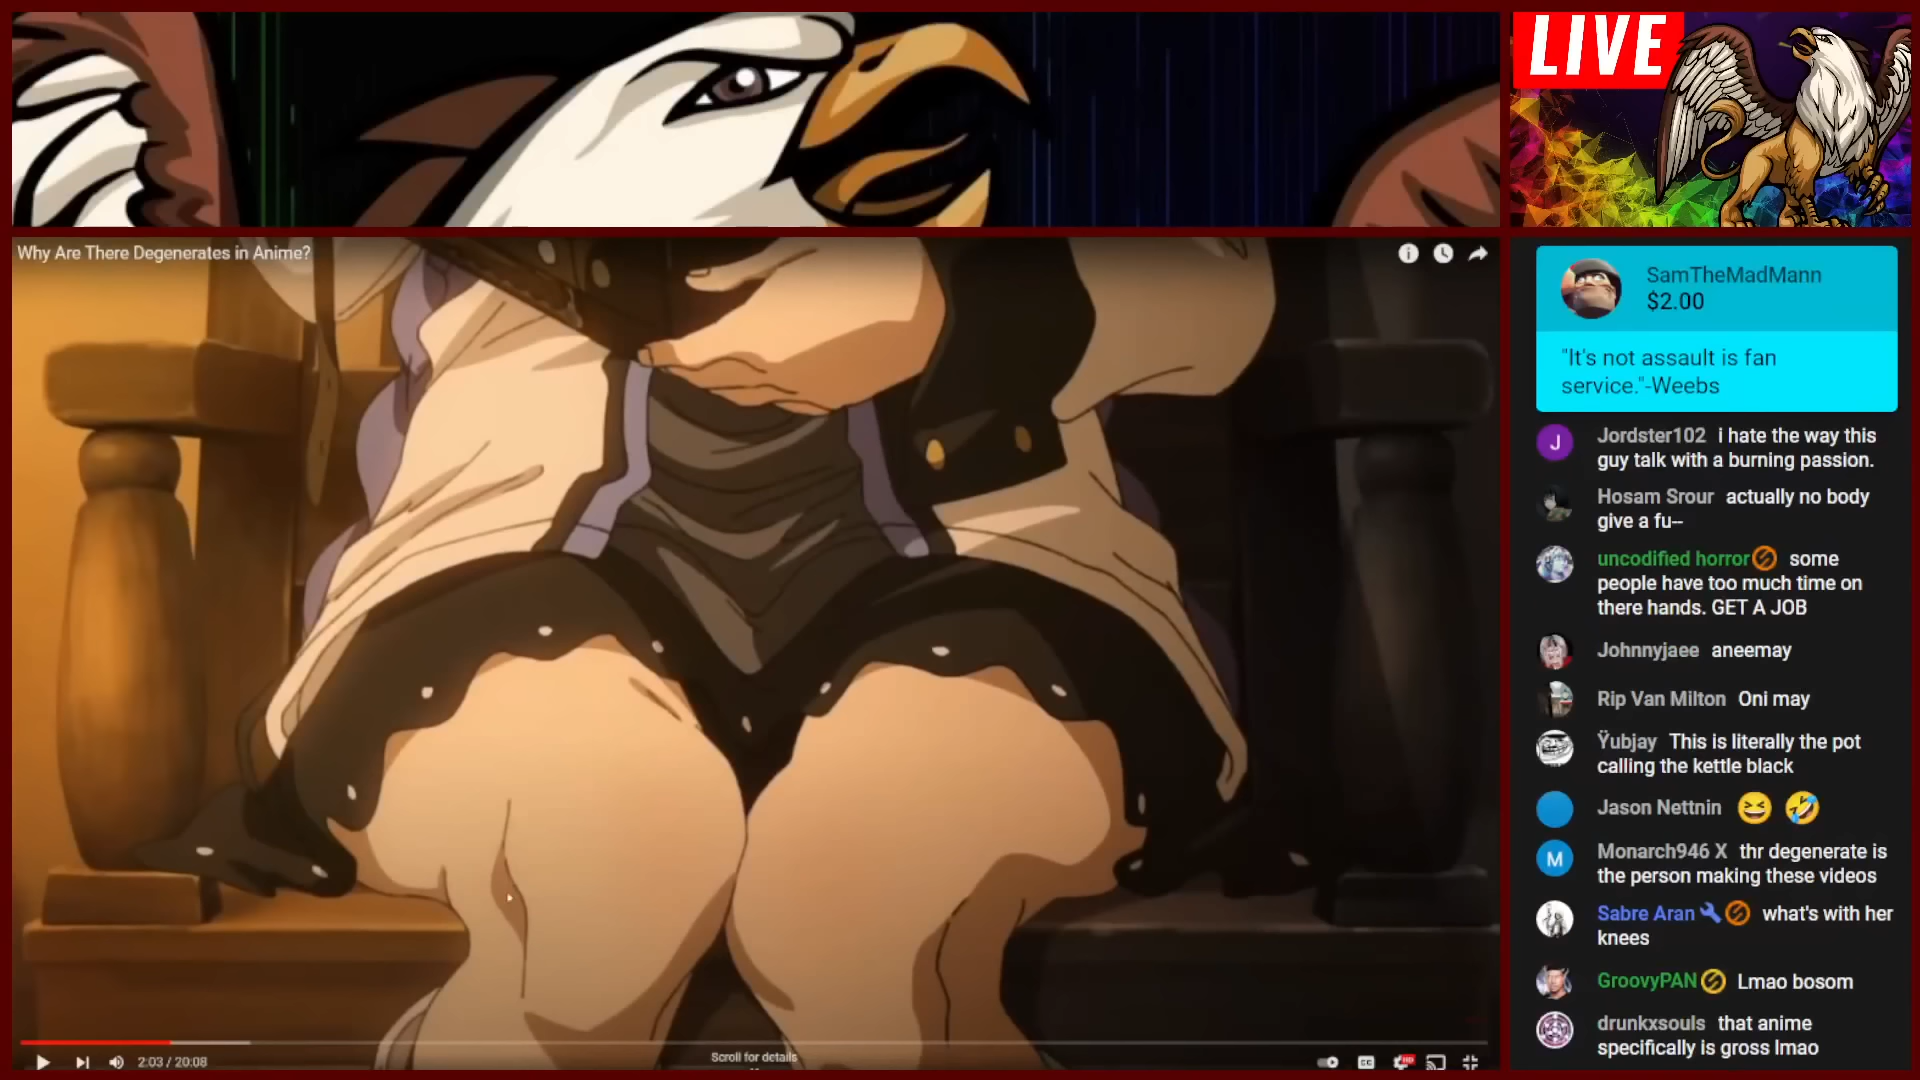 LIVE
Why Are There Degenerates in Anime?
SamTheMadMann
$2.00
"It's not assault is fan
service."-Weebs
J
Jordster102 i hate the way this
guy talk with a burning passion.
Hosam Srour actually no body
give a fu--
uncodified horror some
people have too much time on
there hands. GET A JOB
Johnnyjaee aneemay
Rip Van Milton Oni may
Ÿubjay This is literally the pot
calling the kettle black
Jason Nettnin 😆 🤣
M
Monarch946 X thr degenerate is
the person making these videos
Sabre Aran what's with her
knees
GroovyPAN Lmao bosom
drunkxsouls that anime
specifically is gross lmao
Scroll for details
2:03 / 20:08
CC
HD